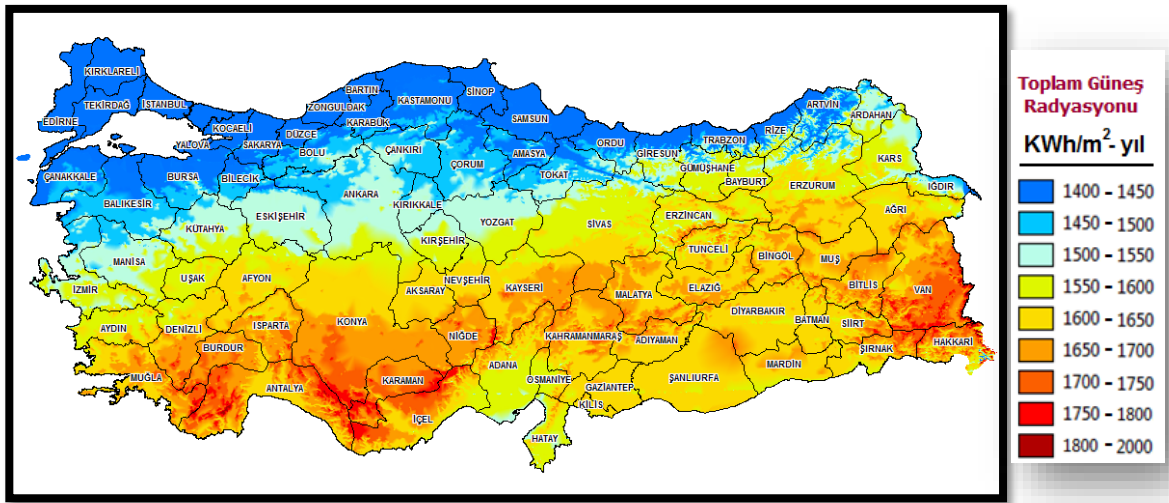 KIRKLARELİ
TEKİRDAĞ
İSTANBUL
EDİRNE
KOCAELİ
YALOVA
SAKARYA
DÜZCE
ZONGULDAK
BARTIN
KARABÜK
KASTAMONU
SİNOP
SAMSUN
BOLU
ÇANKIRI
ÇORUM
AMASYA
ORDU
TOKAT
GİRESUN
TRABZON
RİZE
ARTVİN
ARDAHAN
KARS
GÜMÜŞHANE
BAYBURT
ERZURUM
IĞDIR
AĞRI
ÇANAKKALE
BURSA
BİLECİK
BALIKESİR
KÜTAHYA
ESKİŞEHİR
ANKARA
KIRIKKALE
YOZGAT
SİVAS
ERZİNCAN
KIRŞEHİR
TUNCELİ
BİNGÖL
MUŞ
MANİSA
UŞAK
AFYON
İZMİR
AKSARAY
NEVŞEHİR
KAYSERİ
MALATYA
ELAZIĞ
BİTLİS
VAN
DİYARBAKIR
BATMAN
SİİRT
AYDIN
DENİZLİ
ISPARTA
KONYA
NİĞDE
KAHRAMANMARAŞ
ADIYAMAN
ŞIRNAK
HAKKARİ
BURDUR
MUĞLA
ANTALYA
KARAMAN
ADANA
OSMANİYE
GAZİANTEP
ŞANLIURFA
MARDİN
KİLİS
İÇEL
HATAY
Toplam Güneş
Radyasyonu
KWh/m²- yıl
1400 - 1450
1450 - 1500
1500 - 1550
1550 - 1600
1600 - 1650
1650 - 1700
1700 - 1750
1750 - 1800
1800 - 2000